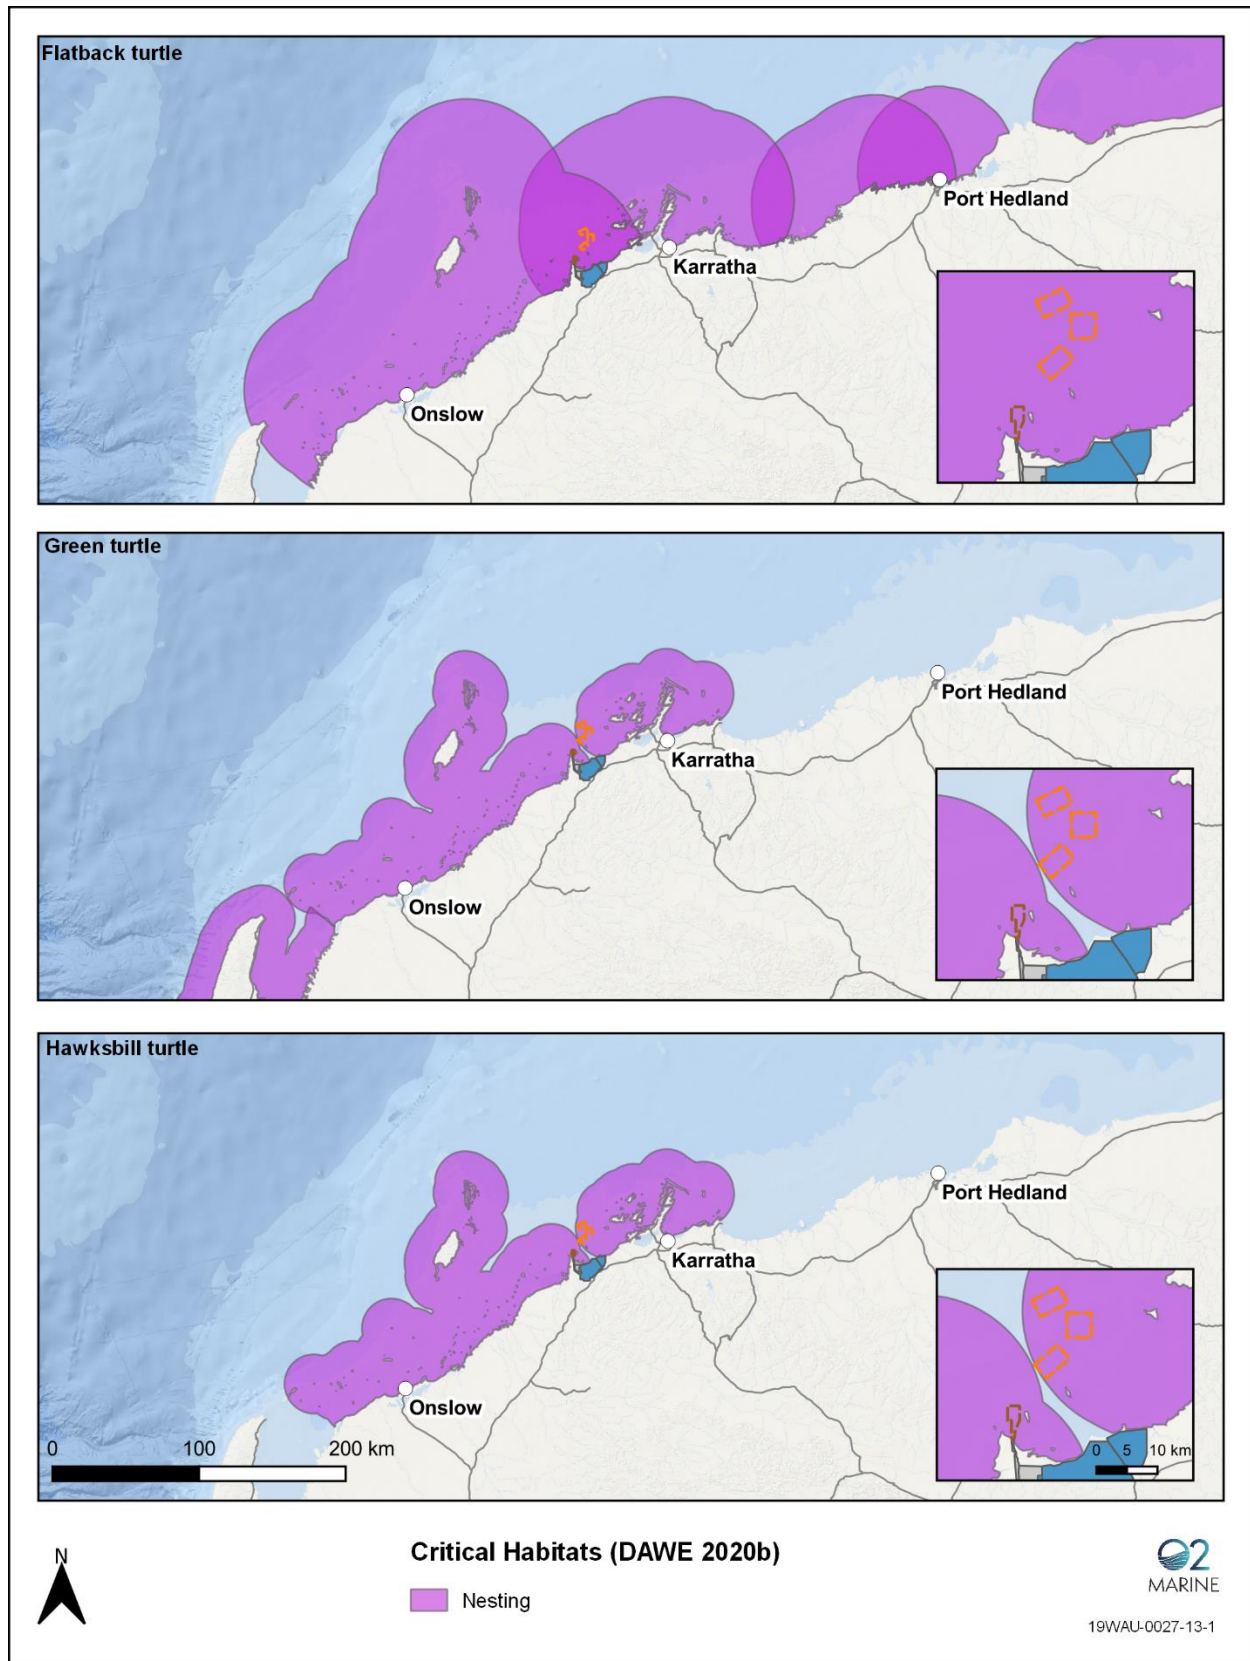 Flatback turtle
Port Hedland
Karratha
Onslow
Green turtle
Port Hedland
Karratha
Onslow
Hawksbill turtle
Port Hedland
Karratha
Onslow
0 100 200 km
0 5 10 km
N
Critical Habitats (DAWE 2020b)
Nesting
O2
MARINE
19WAU-0027-13-1